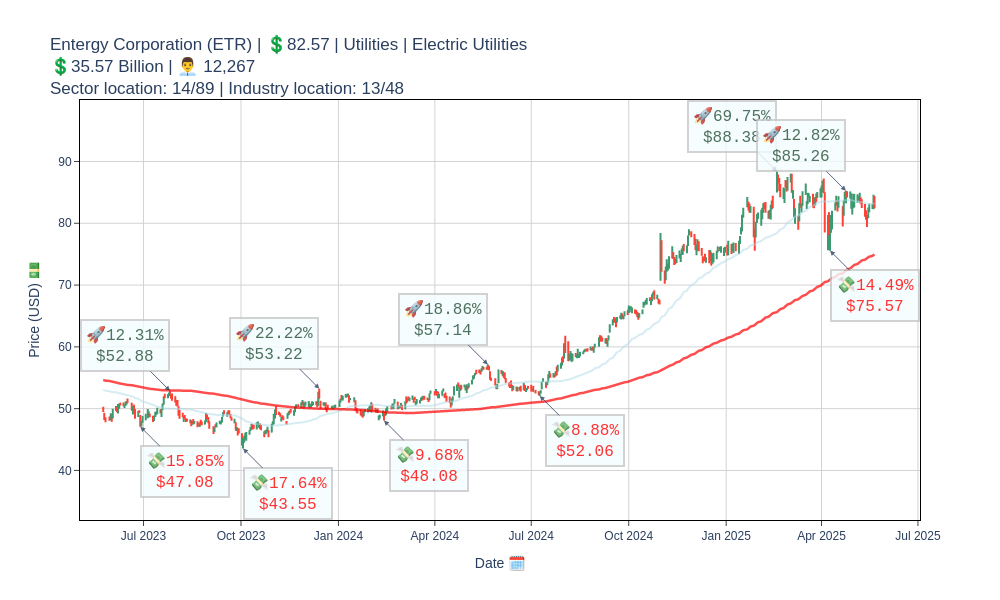 Entergy Corporation (ETR) | 💲82.57 | Utilities | Electric Utilities
💲35.57 Billion | 👨‍💼 12,267
Sector location: 14/89 | Industry location: 13/48
🚀69.75%
$88.38
🚀12.82%
$85.26
90
80
💸14.49%
$75.57
70
🚀18.86%
$57.14
🚀22.22%
$53.22
🚀12.31%
$52.88
60
50
💸8.88%
$52.06
💸9.68%
$48.08
💸15.85%
$47.08
💸17.64%
$43.55
40
Price (USD) 💵
Jul 2023
Oct 2023
Jan 2024
Apr 2024
Jul 2024
Oct 2024
Jan 2025
Apr 2025
Jul 2025
Date 🗓️